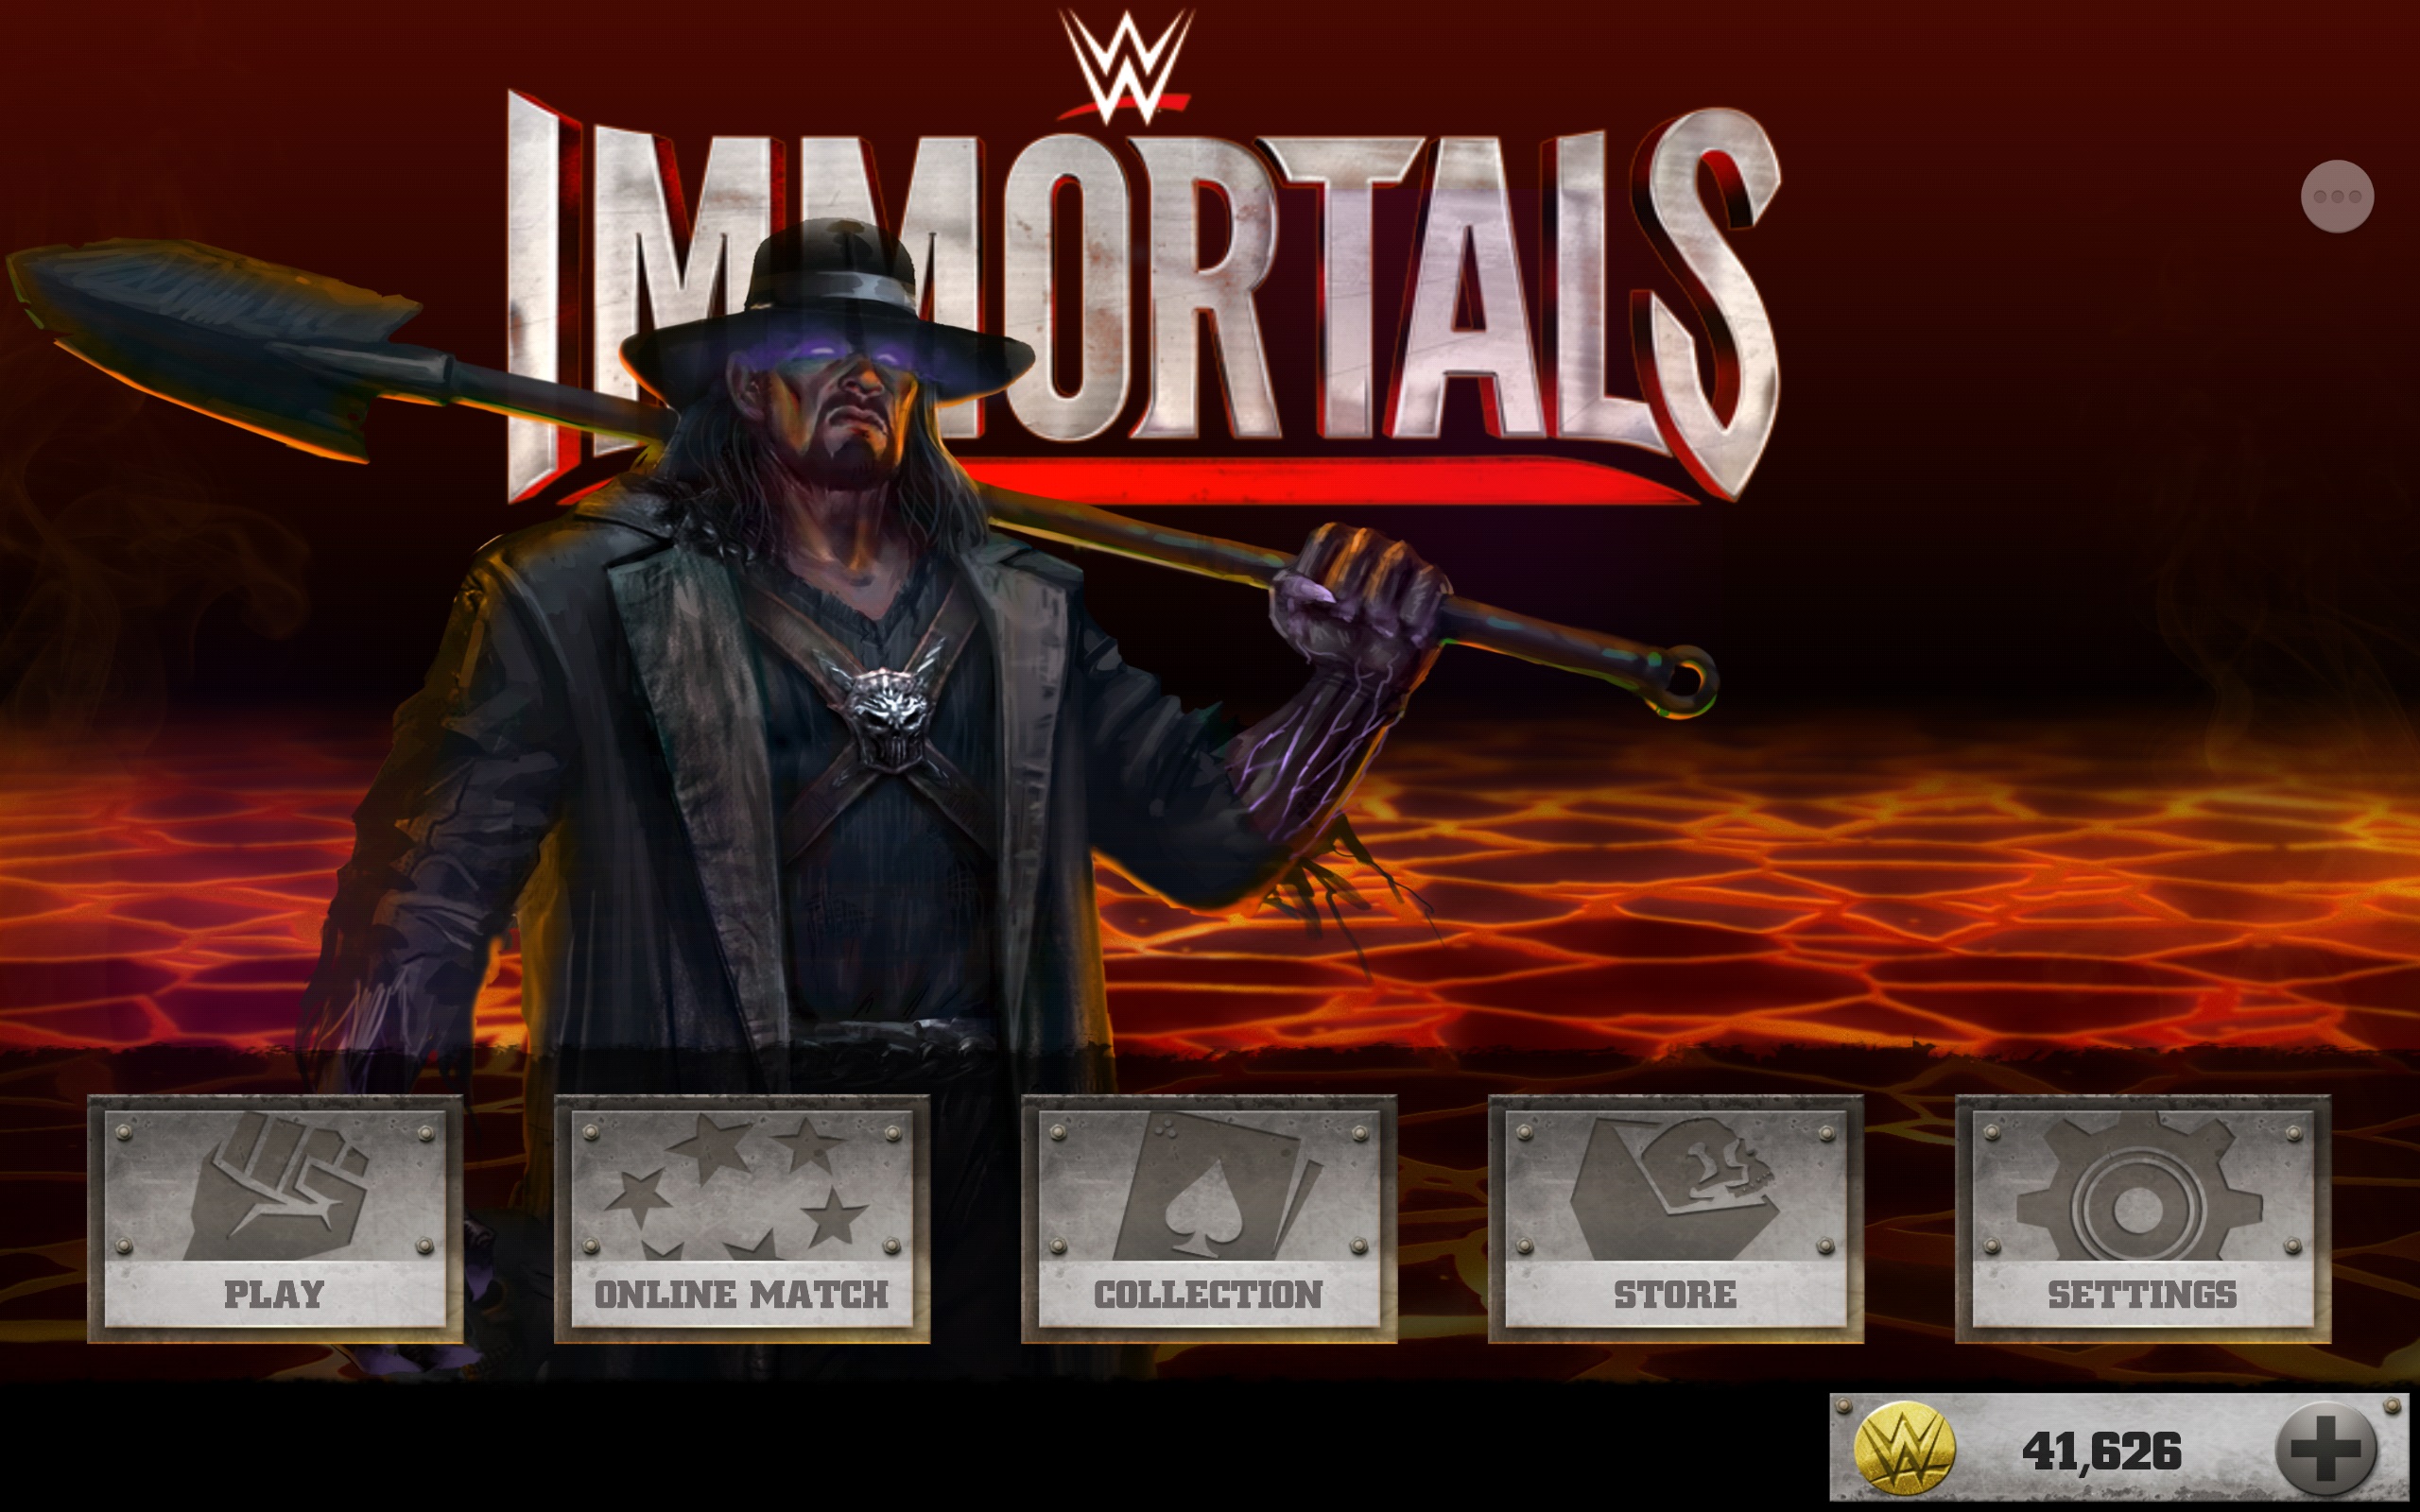 W
IMMORTALS
PLAY
ONLINE MATCH
COLLECTION
STORE
SETTINGS
W
41,626